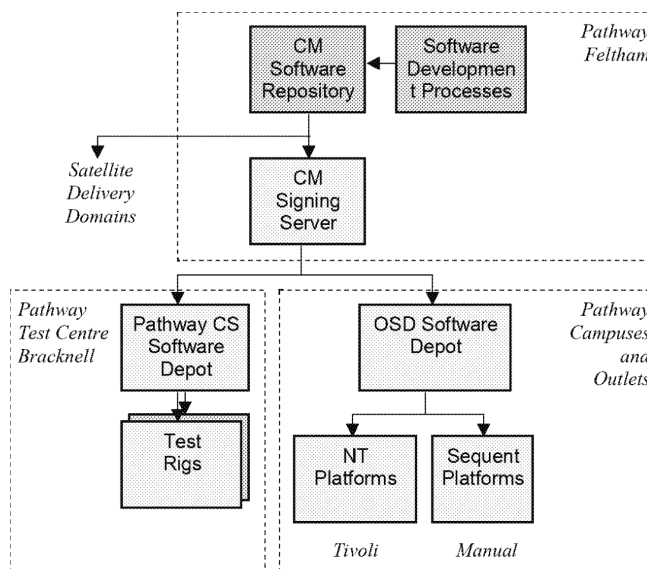 Pathway
Feltham
CM
Software
Repository
Software
Developmen
t Processes
Satellite
Delivery
Domains
CM
Signing
Server
Pathway
Test Centre
Bracknell
Pathway CS
Software
Depot
OSD Software
Depot
Pathway
Campuses
and
Outlets
Test
Rigs
NT
Platforms
Sequent
Platforms
Tivoli
Manual